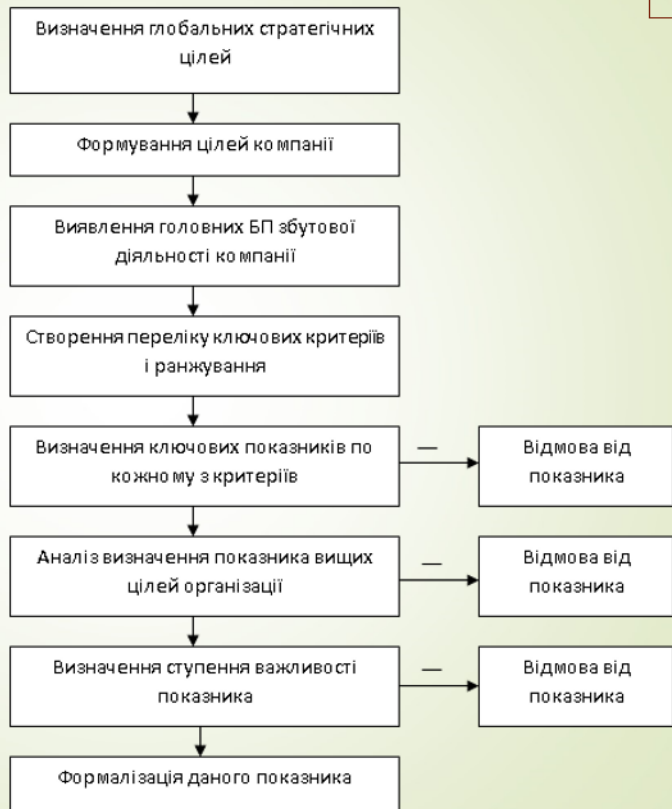 Визначення глобальних стратегічних
цілей
Формування цілей компанії
Виявлення головних БП збутової
діяльності компанії
Створення переліку ключових критеріїв
і ранжування
Визначення ключових показників по
кожному з критеріїв
—
Відмова від
показника
Аналіз визначення показника вищих
цілей організації
—
Відмова від
показника
Визначення ступення важливості
показника
—
Відмова від
показника
Формалізація даного показника